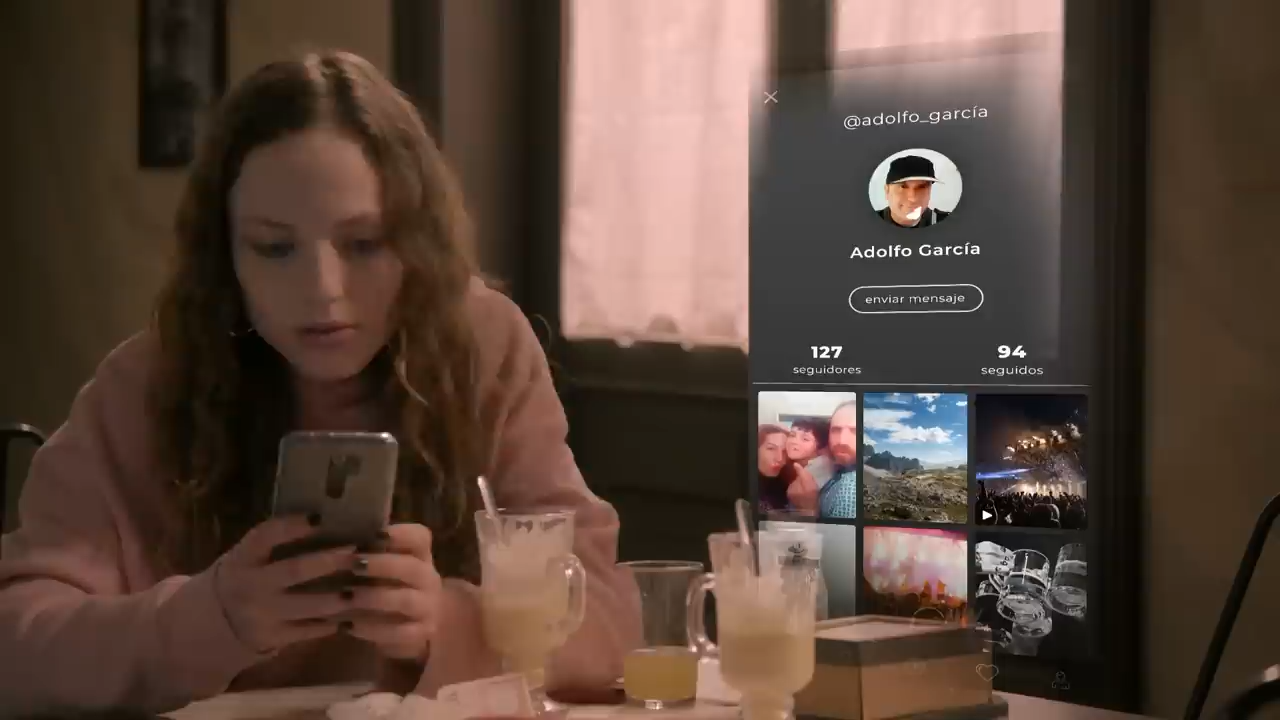 @adolfo_garcía
Adolfo García
enviar mensaje
127
seguidores
94
seguidos